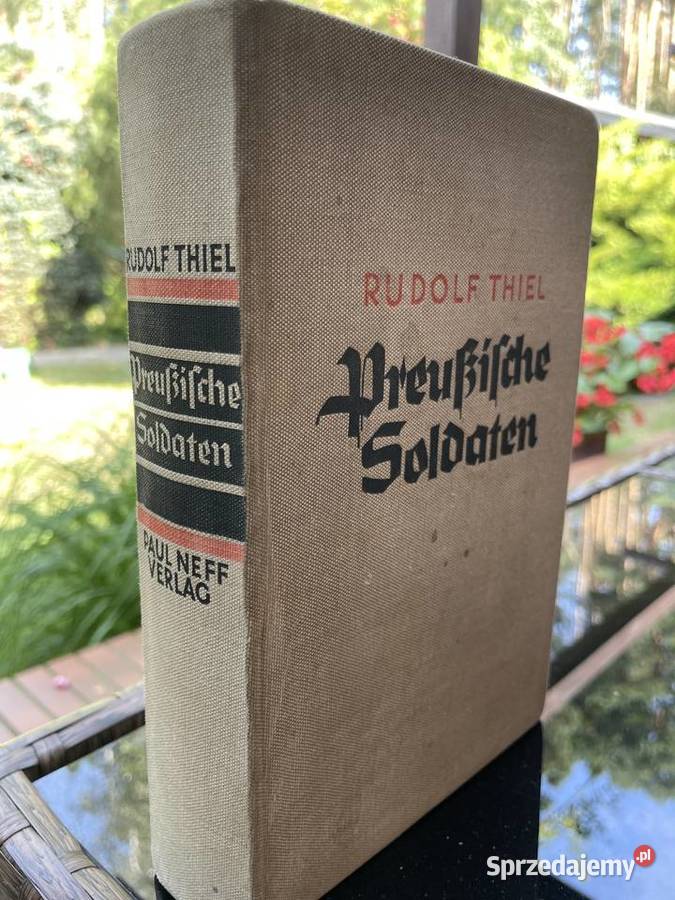 RUDOLF THIEL
Preußische
Soldaten
PAUL NEFF
VERLAG
RUDOLF THIEL
Preußische
Soldaten
Sprzedajemy.pl